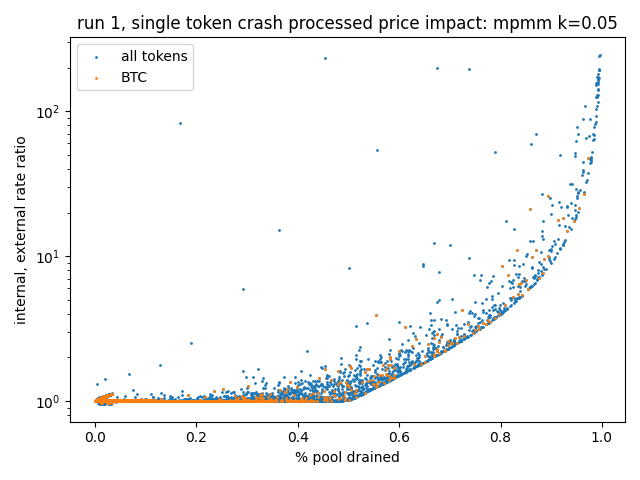 run 1, single token crash processed price impact: mpmm k=0.05
all tokens
BTC
internal, external rate ratio
10²
10¹
10⁰
0.0 0.2 0.4 0.6 0.8 1.0
% pool drained